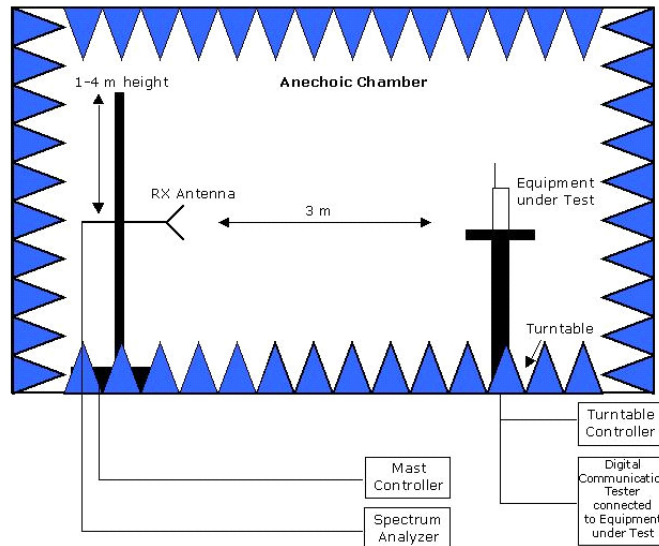 1-4 m height
Anechoic Chamber
RX Antenna
Equipment
under Test
3 m
Turntable
Turntable
Controller
Mast
Controller
Digital
Communicatio
Tester
connected
to Equipment
under Test
Spectrum
Analyzer